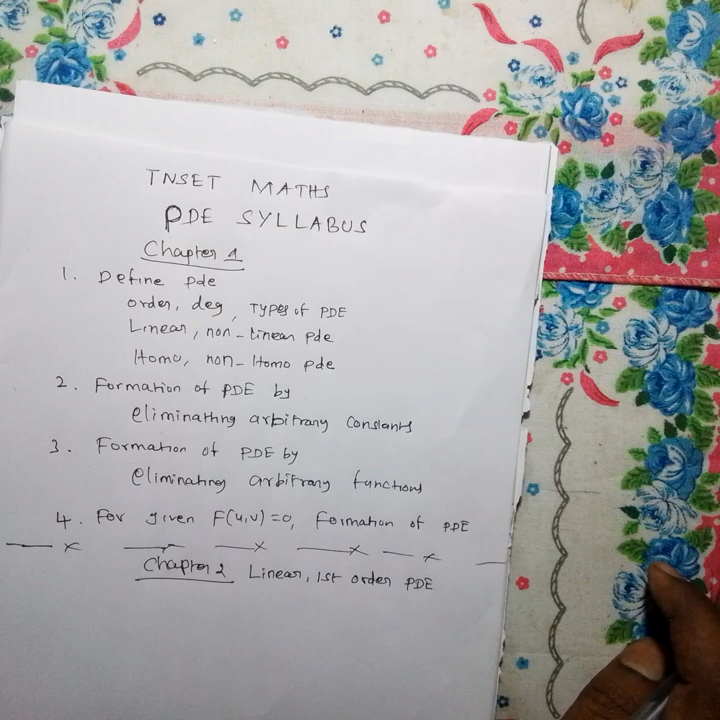 TNSET MATHS
PDE SYLLABUS
Chapter 1
1. Define pde
order, deg, Types of PDE
Linear, non-linear pde
Homo, non-Homo pde
2. Formation of PDE by
eliminating arbitrary constants
3. Formation of PDE by
eliminating arbitrary functions
4. For given F(u,v)=0, Formation of PDE
Chapter 2 Linear, 1st order PDE